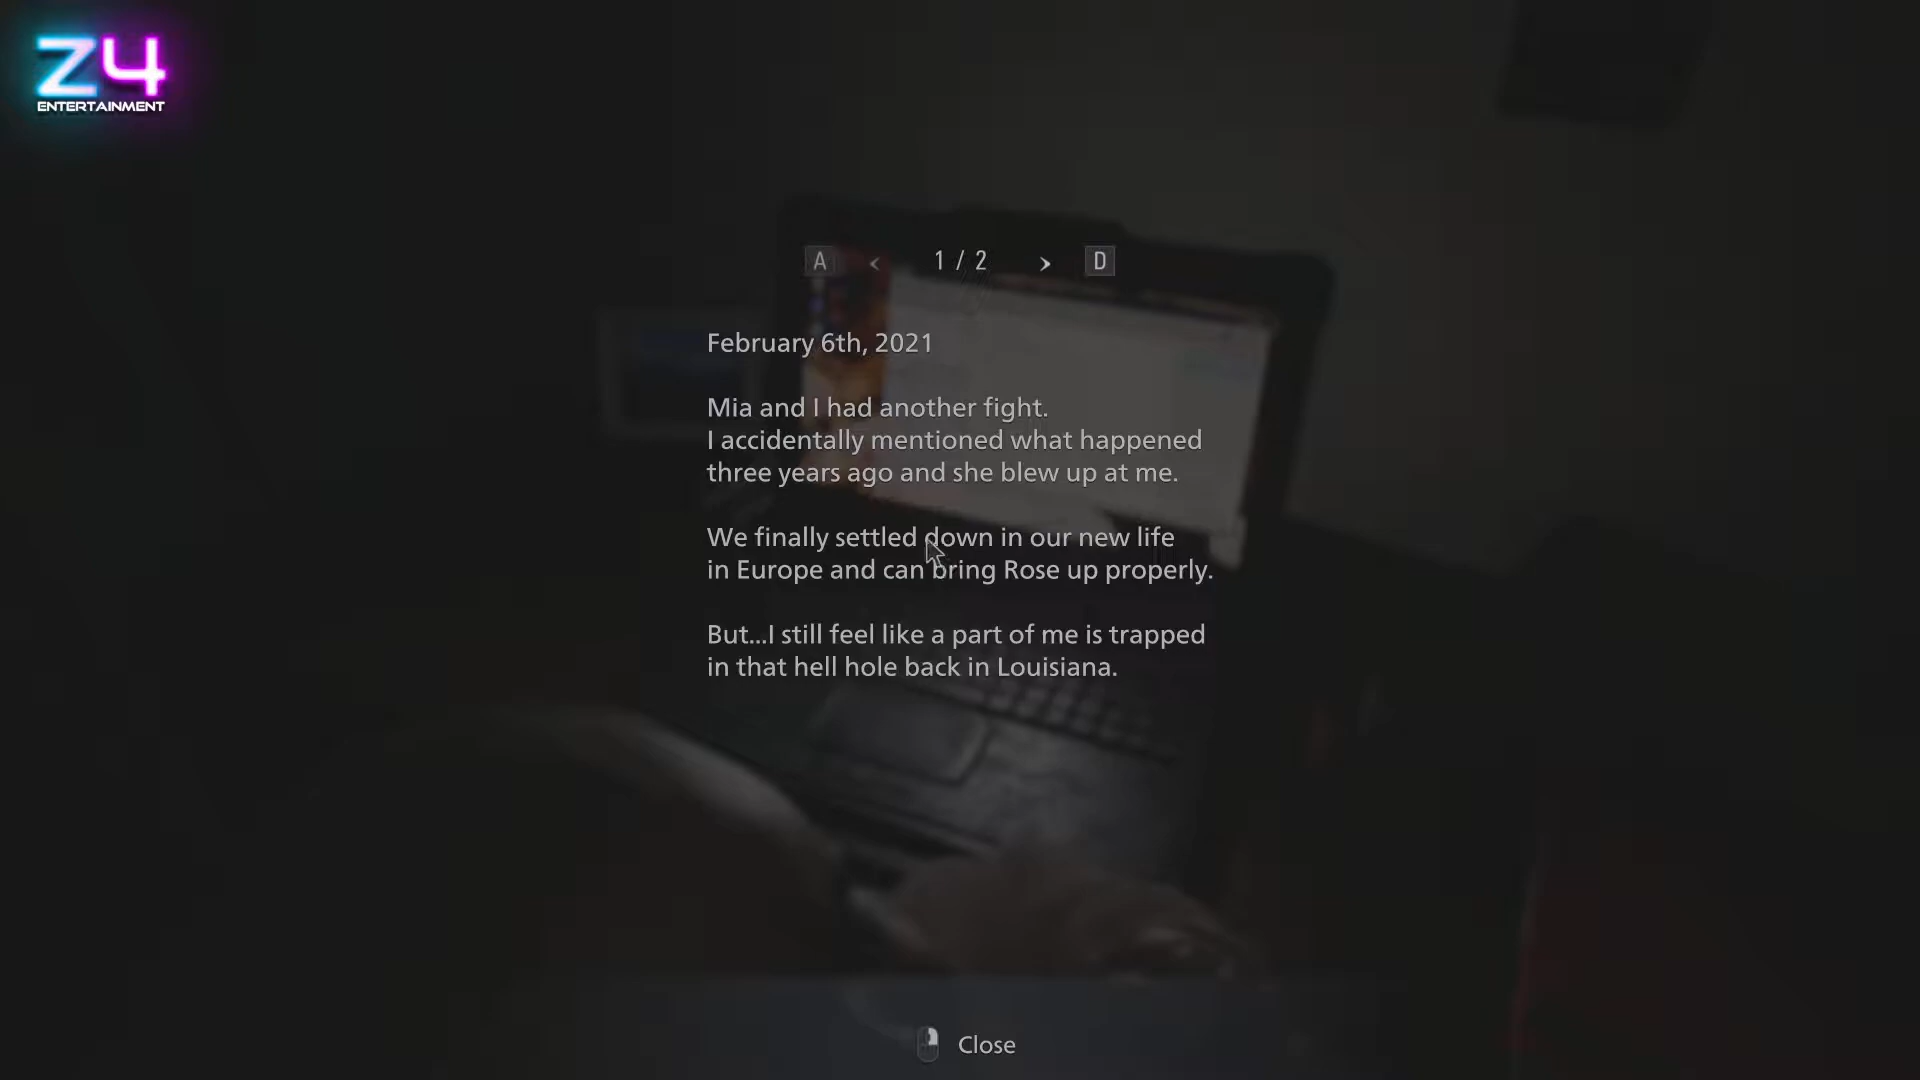 Z4
ENTERTAINMENT
A < 1 / 2 > D
February 6th, 2021
Mia and I had another fight.
I accidentally mentioned what happened
three years ago and she blew up at me.
We finally settled down in our new life
in Europe and can bring Rose up properly.
But...I still feel like a part of me is trapped
in that hell hole back in Louisiana.
Close